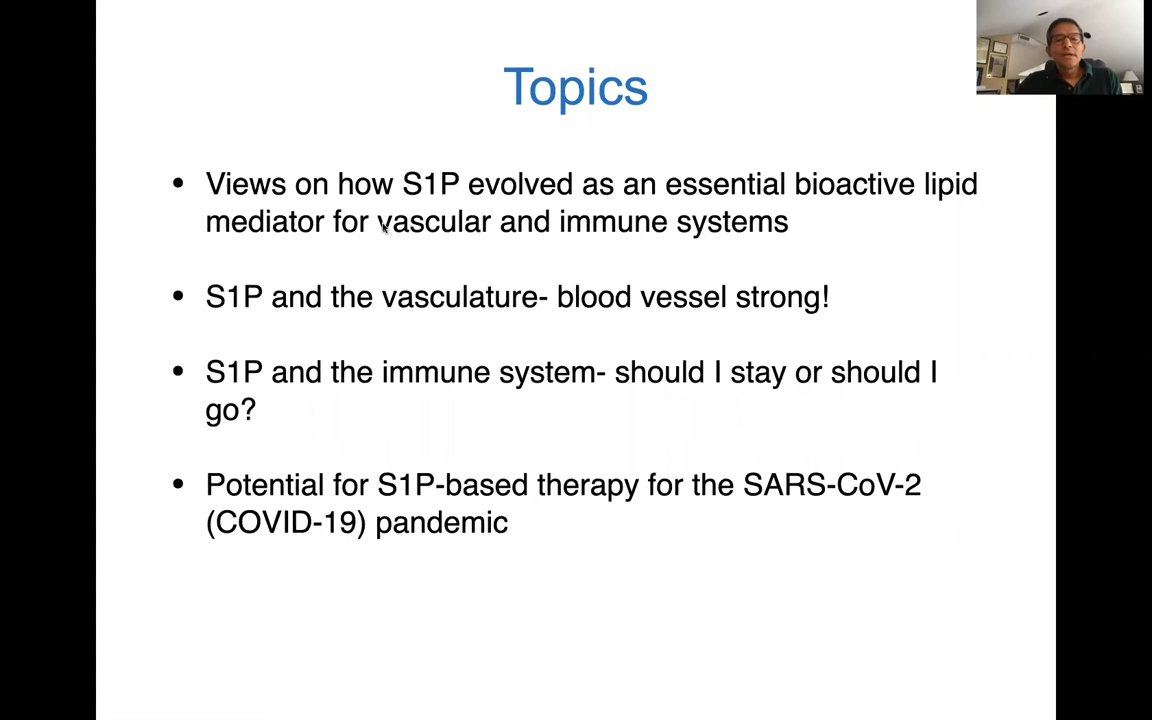 Topics
• Views on how S1P evolved as an essential bioactive lipid
mediator for vascular and immune systems
• S1P and the vasculature- blood vessel strong!
• S1P and the immune system- should I stay or should I
go?
• Potential for S1P-based therapy for the SARS-CoV-2
(COVID-19) pandemic